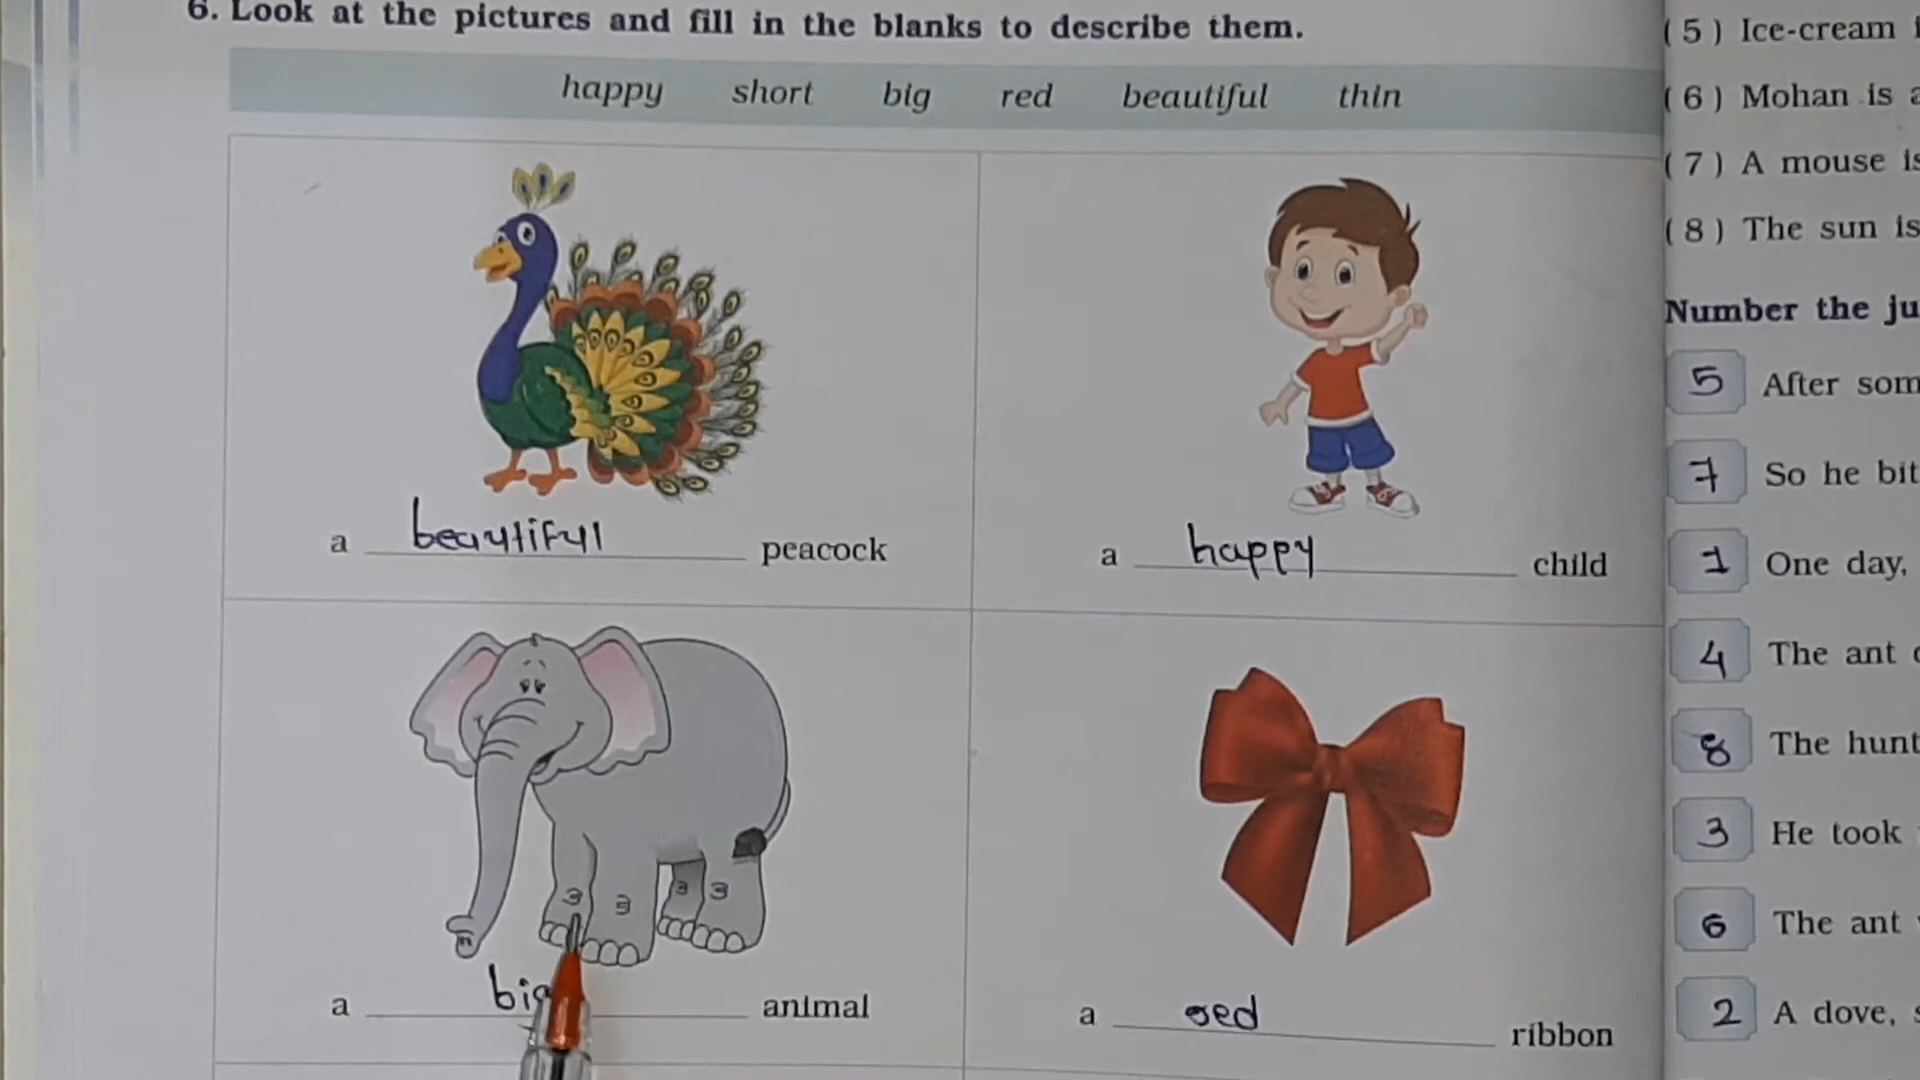 6. Look at the pictures and fill in the blanks to describe them.
happy short big red beautiful thin
a beautifull peacock
a happy child
a big animal
a red ribbon
(5) Ice-cream
(6) Mohan is a
(7) A mouse is
(8) The sun is
Number the ju
5 After som
7 So he bit
1 One day,
4 The ant
8 The hunt
3 He took
6 The ant
2 A dove,